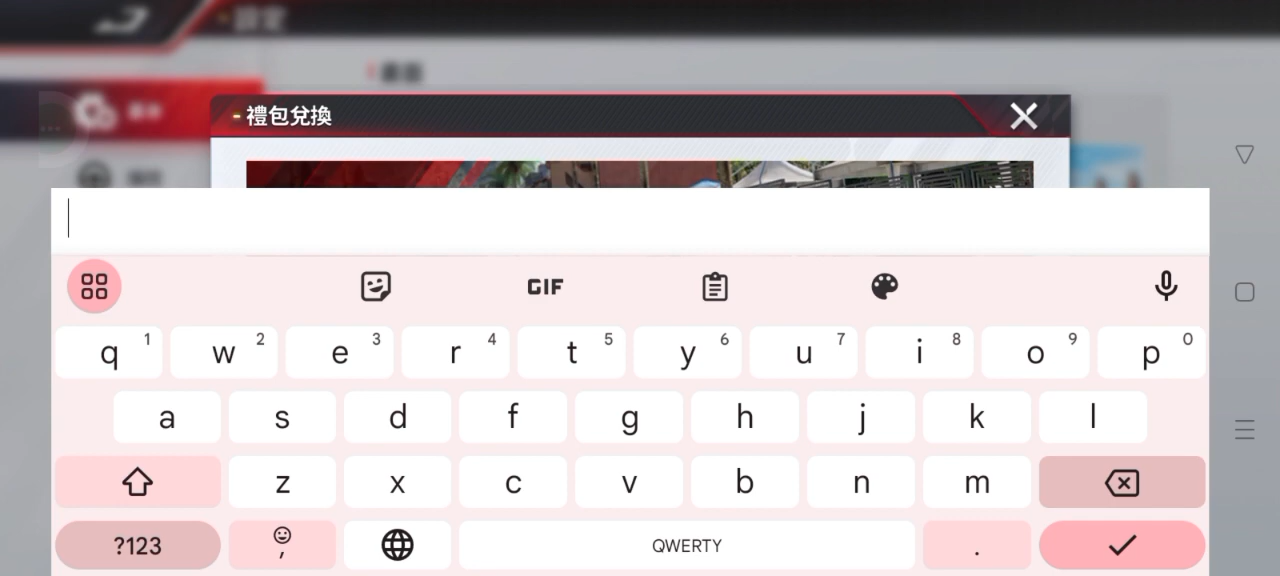 設定
- 禮包兌換
GIF
q 1 w 2 e 3 r 4 t 5 y 6 u 7 i 8 o 9 p 0
a s d f g h j k l
z x c v b n m
?123 , QWERTY .